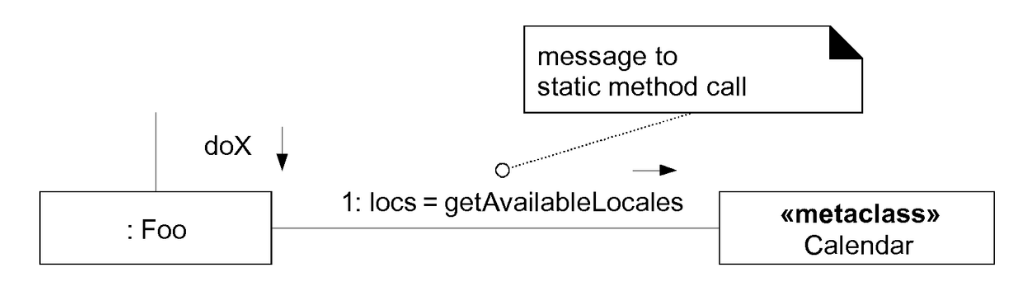 message to
static method call
doX
1: locs = getAvailableLocales
: Foo
«metaclass»
Calendar